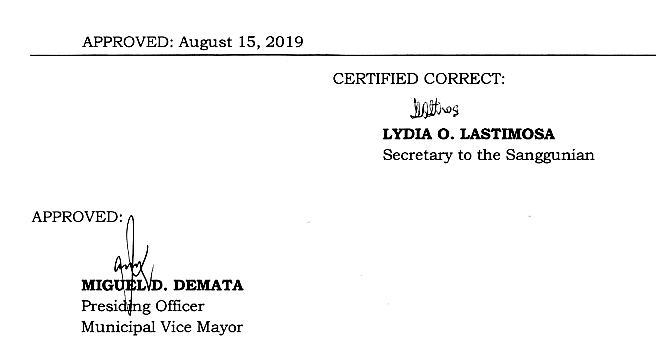 APPROVED: August 15, 2019
CERTIFIED CORRECT:
LYDIA O. LASTIMOSA
Secretary to the Sanggunian
APPROVED:
MIGUEL D. DEMATA
Presiding Officer
Municipal Vice Mayor